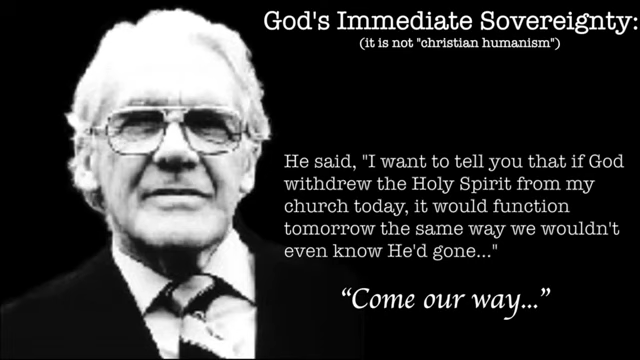 God's Immediate Sovereignty:
(it is not "christian humanism")
He said, "I want to tell you that if God
withdrew the Holy Spirit from my
church today, it would function
tomorrow the same way we wouldn't
even know He'd gone..."
“Come our way...”